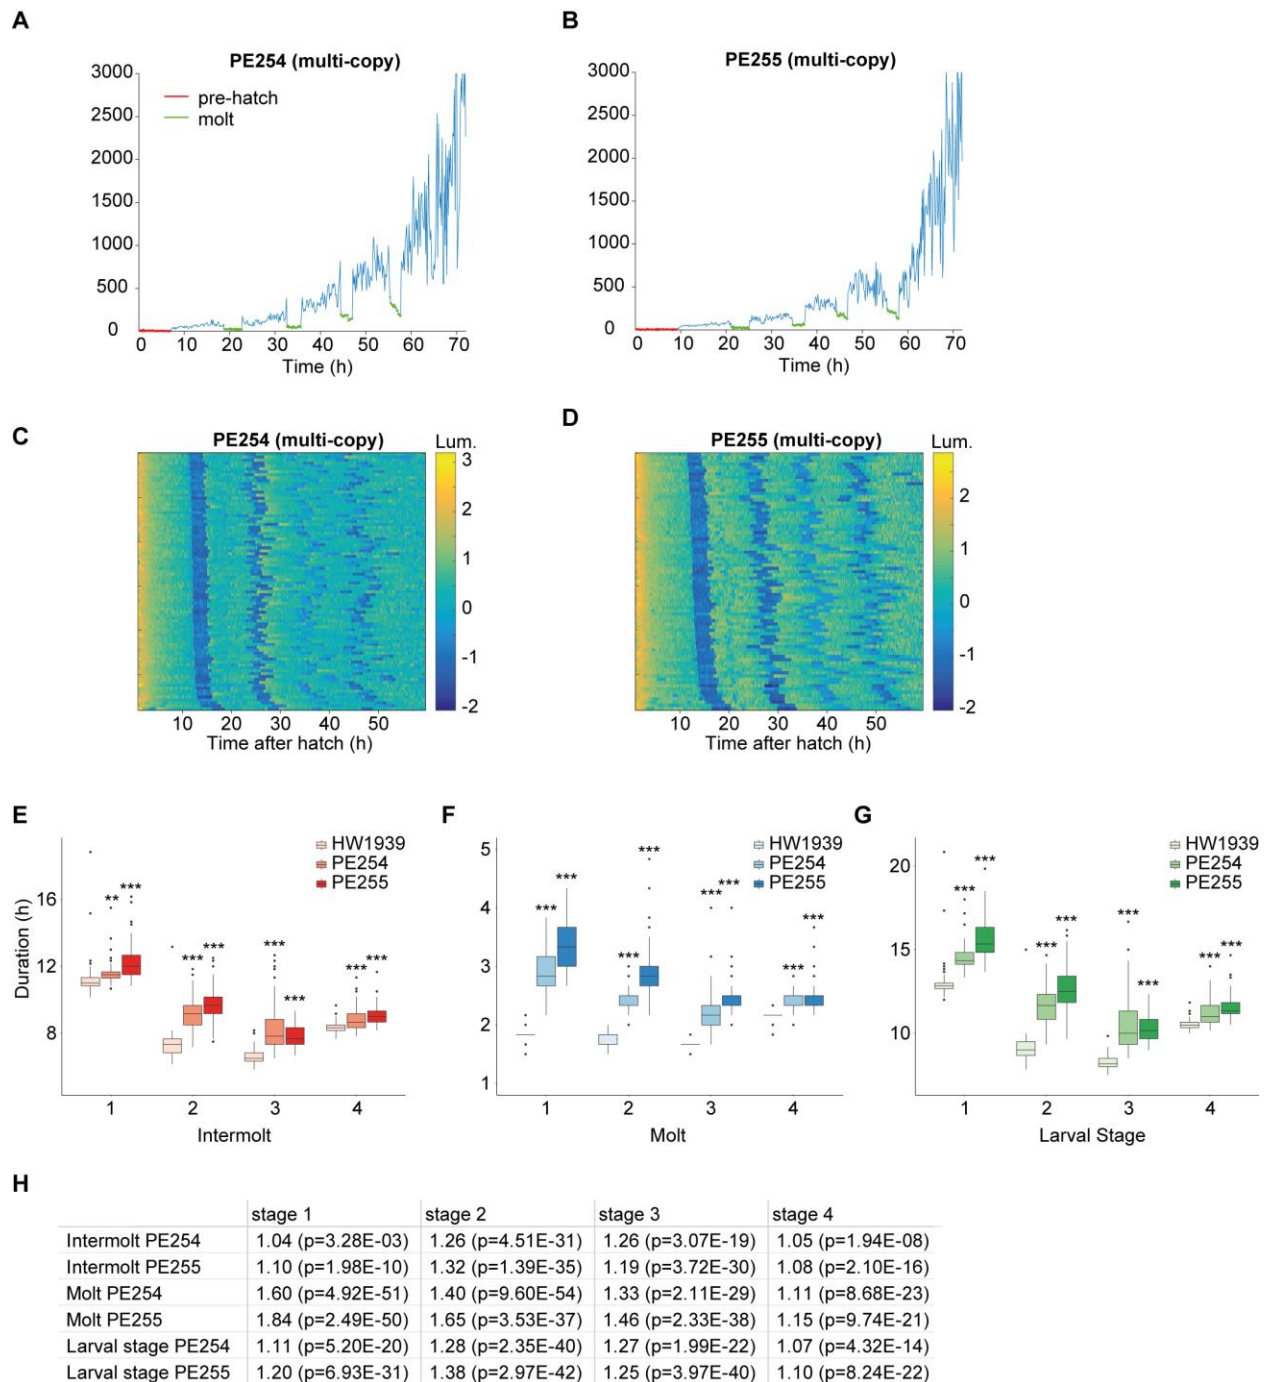 A
B
PE254 (multi-copy)
PE255 (multi-copy)
3000
2500
2000
1500
1000
500
0
pre-hatch
molt
0 10 20 30 40 50 60 70
Time (h)
3000
2500
2000
1500
1000
500
0
0 10 20 30 40 50 60 70
Time (h)
C
D
PE254 (multi-copy)
Lum.
3
2
1
0
-1
-2
10 20 30 40 50
Time after hatch (h)
PE255 (multi-copy)
Lum.
2
1
0
-1
-2
10 20 30 40 50
Time after hatch (h)
E
F
G
HW1939
PE254
PE255
Duration (h)
16
12
8
** *** *** *** *** *** *** ***
1 2 3 4
Intermolt
HW1939
PE254
PE255
5
4
3
2
1
*** *** *** *** *** *** *** ***
1 2 3 4
Molt
HW1939
PE254
PE255
20
15
10
*** *** *** *** *** *** *** ***
1 2 3 4
Larval Stage
H
stage 1 stage 2 stage 3 stage 4
Intermolt PE254 1.04 (p=3.28E-03) 1.26 (p=4.51E-31) 1.26 (p=3.07E-19) 1.05 (p=1.94E-08)
Intermolt PE255 1.10 (p=1.98E-10) 1.32 (p=1.39E-35) 1.19 (p=3.72E-30) 1.08 (p=2.10E-16)
Molt PE254 1.60 (p=4.92E-51) 1.40 (p=9.60E-54) 1.33 (p=2.11E-29) 1.11 (p=8.68E-23)
Molt PE255 1.84 (p=2.49E-50) 1.65 (p=3.53E-37) 1.46 (p=2.33E-38) 1.15 (p=9.74E-21)
Larval stage PE254 1.11 (p=5.20E-20) 1.28 (p=2.35E-40) 1.27 (p=1.99E-22) 1.07 (p=4.32E-14)
Larval stage PE255 1.20 (p=6.93E-31) 1.38 (p=2.97E-42) 1.25 (p=3.97E-40) 1.10 (p=8.24E-22)